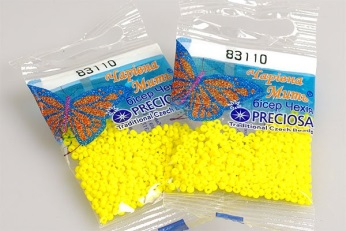 83110
Чарівна
Мить
бісер Чехія
PRECIOSA
Traditional Czech Beads
83110
Чарівна
Мить
бісер Чехія
PRECIOSA
Traditional Czech Beads